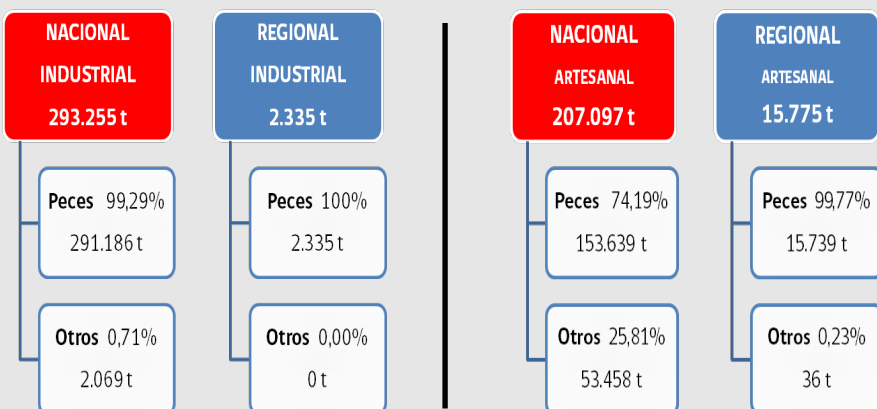 NACIONAL
INDUSTRIAL
293.255 t
Peces 99,29%
291.186 t
Otros 0,71%
2.069 t
REGIONAL
INDUSTRIAL
2.335 t
Peces 100%
2.335 t
Otros 0,00%
0 t
NACIONAL
ARTESANAL
207.097 t
Peces 74,19%
153.639 t
Otros 25,81%
53.458 t
REGIONAL
ARTESANAL
15.775 t
Peces 99,77%
15.739 t
Otros 0,23%
36 t